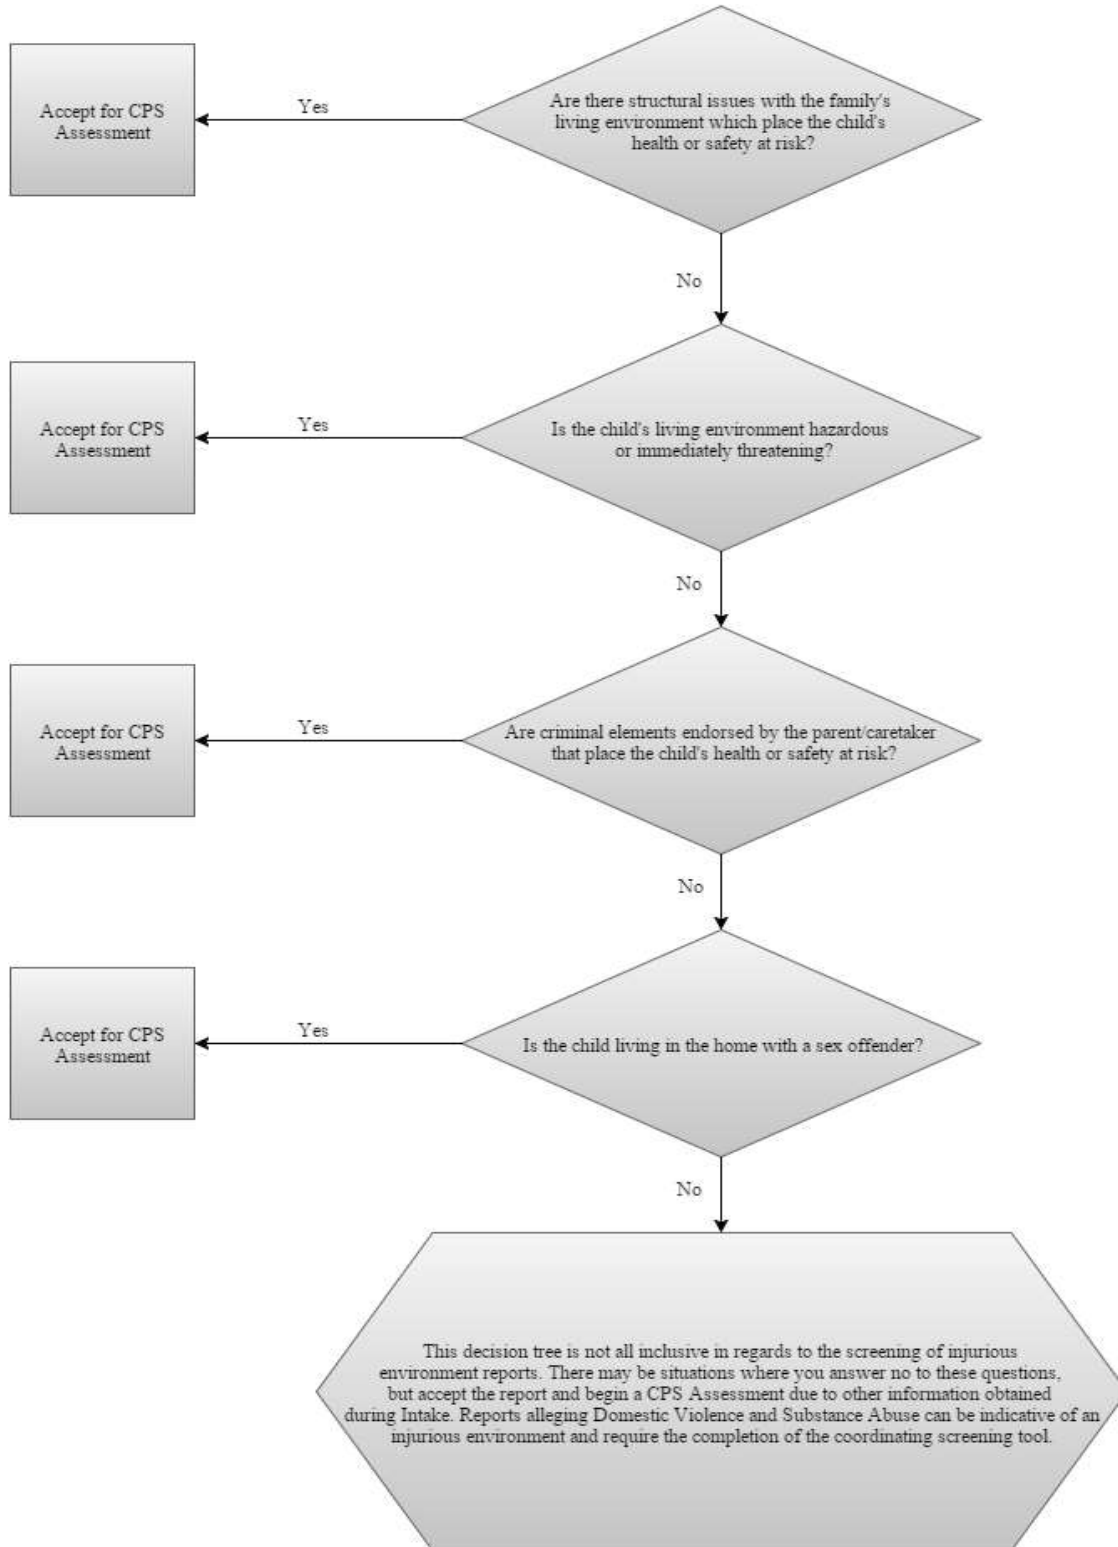 Accept for CPS
Assessment
Yes
Are there structural issues with the family's
living environment which place the child's
health or safety at risk?
No
Accept for CPS
Assessment
Yes
Is the child's living environment hazardous
or immediately threatening?
No
Accept for CPS
Assessment
Yes
Are criminal elements endorsed by the parent/caretaker
that place the child's health or safety at risk?
No
Accept for CPS
Assessment
Yes
Is the child living in the home with a sex offender?
No
This decision tree is not all inclusive in regards to the screening of injurious
environment reports. There may be situations where you answer no to these questions,
but accept the report and begin a CPS Assessment due to other information obtained
during Intake. Reports alleging Domestic Violence and Substance Abuse can be indicative of an
injurious environment and require the completion of the coordinating screening tool.